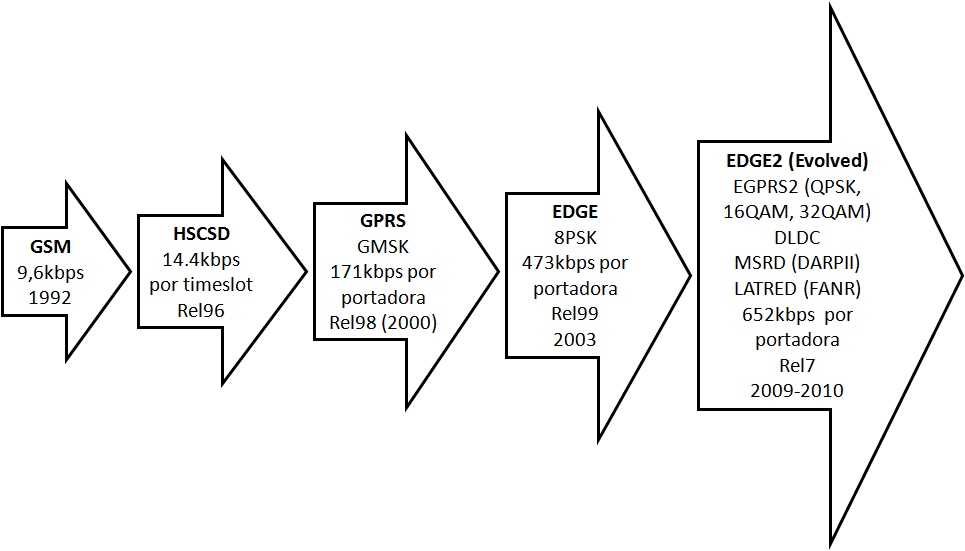 GSM
9,6kbps
1992
HSCSD
14.4kbps
por timeslot
Rel96
GPRS
GMSK
171kbps por
portadora
Rel98 (2000)
EDGE
8PSK
473kbps por
portadora
Rel99
2003
EDGE2 (Evolved)
EGPRS2 (QPSK,
16QAM, 32QAM)
DLDC
MSRD (DARPII)
LATRED (FANR)
652kbps por
portadora
Rel7
2009-2010